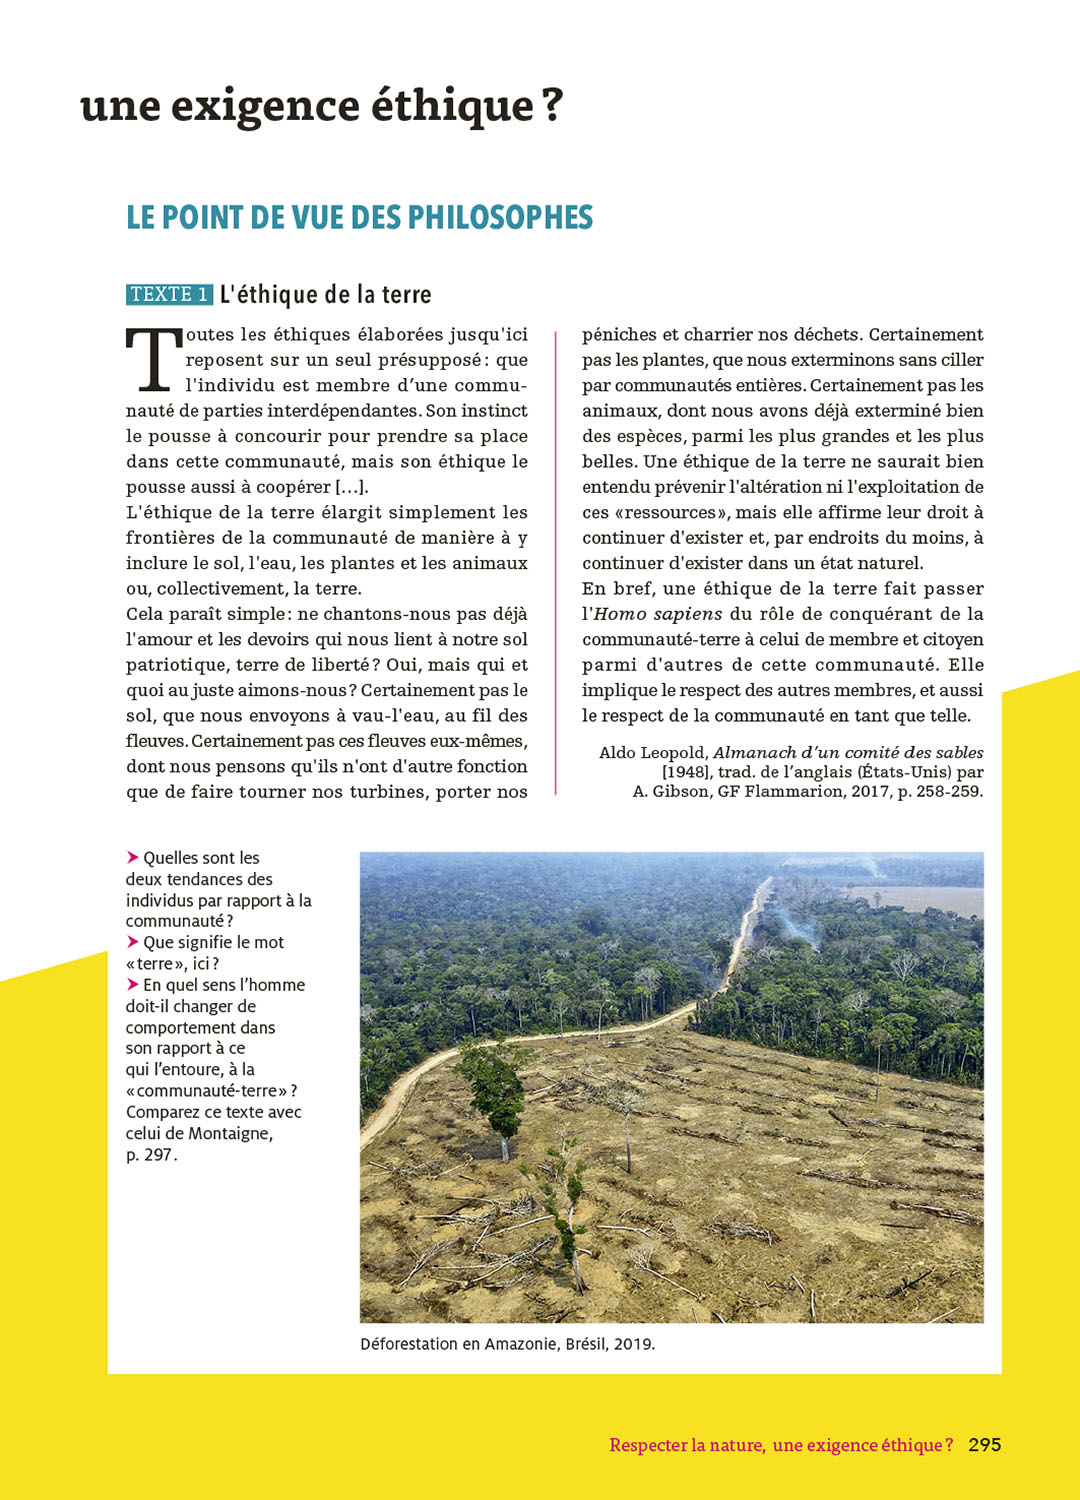 une exigence éthique ?
LE POINT DE VUE DES PHILOSOPHES
TEXTE 1 L'éthique de la terre
Toutes les éthiques élaborées jusqu'ici
reposent sur un seul présupposé : que
l'individu est membre d’une commu-
nauté de parties interdépendantes. Son instinct
le pousse à concourir pour prendre sa place
dans cette communauté, mais son éthique le
pousse aussi à coopérer [...].
L'éthique de la terre élargit simplement les
frontières de la communauté de manière à y
inclure le sol, l'eau, les plantes et les animaux
ou, collectivement, la terre.
Cela paraît simple : ne chantons-nous pas déjà
l'amour et les devoirs qui nous lient à notre sol
patriotique, terre de liberté ? Oui, mais qui et
quoi au juste aimons-nous ? Certainement pas le
sol, que nous envoyons à vau-l'eau, au fil des
fleuves. Certainement pas ces fleuves eux-mêmes,
dont nous pensons qu'ils n'ont d'autre fonction
que de faire tourner nos turbines, porter nos
péniches et charrier nos déchets. Certainement
pas les plantes, que nous exterminons sans ciller
par communautés entières. Certainement pas les
animaux, dont nous avons déjà exterminé bien
des espèces, parmi les plus grandes et les plus
belles. Une éthique de la terre ne saurait bien
entendu prévenir l'altération ni l'exploitation de
ces «ressources», mais elle affirme leur droit à
continuer d'exister et, par endroits du moins, à
continuer d'exister dans un état naturel.
En bref, une éthique de la terre fait passer
l'Homo sapiens du rôle de conquérant de la
communauté-terre à celui de membre et citoyen
parmi d'autres de cette communauté. Elle
implique le respect des autres membres, et aussi
le respect de la communauté en tant que telle.
Aldo Leopold, Almanach d’un comité des sables
[1948], trad. de l’anglais (États-Unis) par
A. Gibson, GF Flammarion, 2017, p. 258-259.
➤ Quelles sont les
deux tendances des
individus par rapport à la
communauté ?
➤ Que signifie le mot
«terre», ici ?
➤ En quel sens l’homme
doit-il changer de
comportement dans
son rapport à ce
qui l’entoure, à la
«communauté-terre» ?
Comparez ce texte avec
celui de Montaigne,
p. 297.
Déforestation en Amazonie, Brésil, 2019.
Respecter la nature, une exigence éthique ? 295